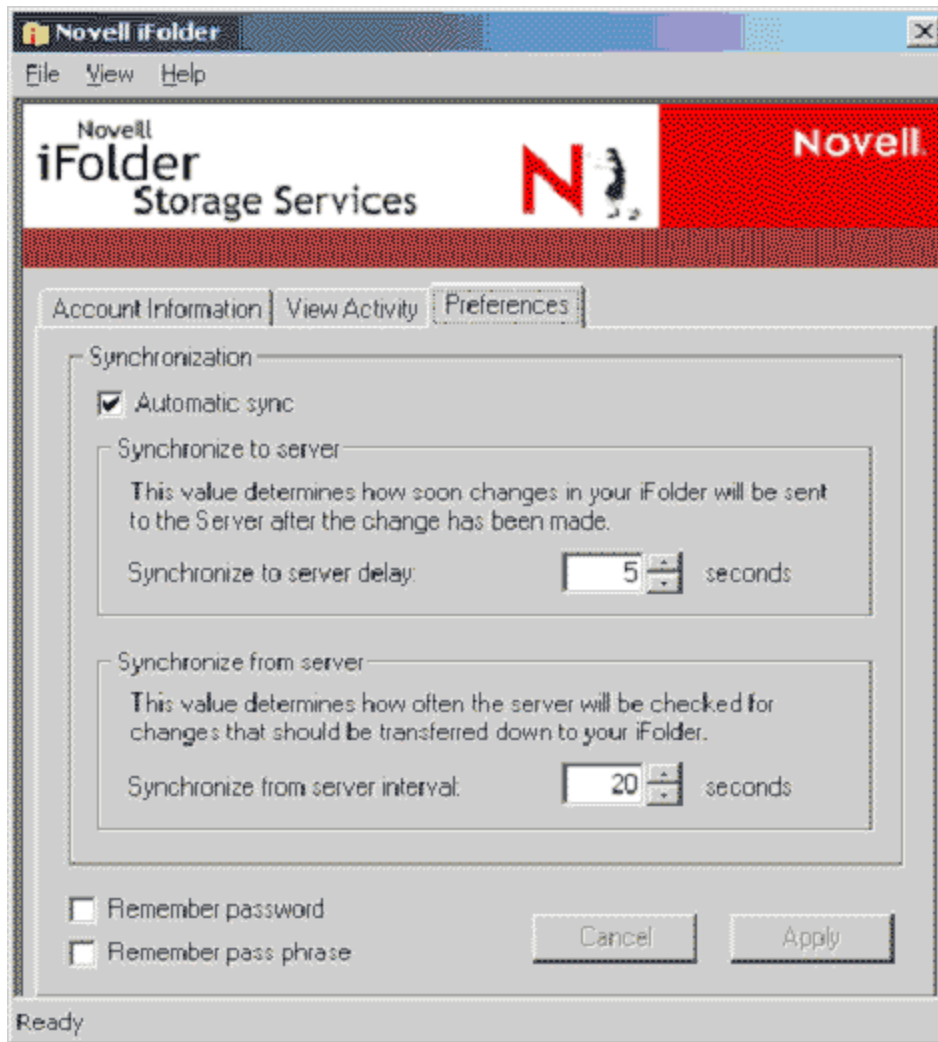 Novell iFolder
File View Help
Novell
iFolder
Storage Services
N
Novell.
Account Information View Activity Preferences
Synchronization
Automatic sync
Synchronize to server
This value determines how soon changes in your iFolder will be sent
to the Server after the change has been made.
Synchronize to server delay: 5 seconds
Synchronize from server
This value determines how often the server will be checked for
changes that should be transferred down to your iFolder.
Synchronize from server interval: 20 seconds
Remember password
Remember pass phrase
Cancel Apply
Ready